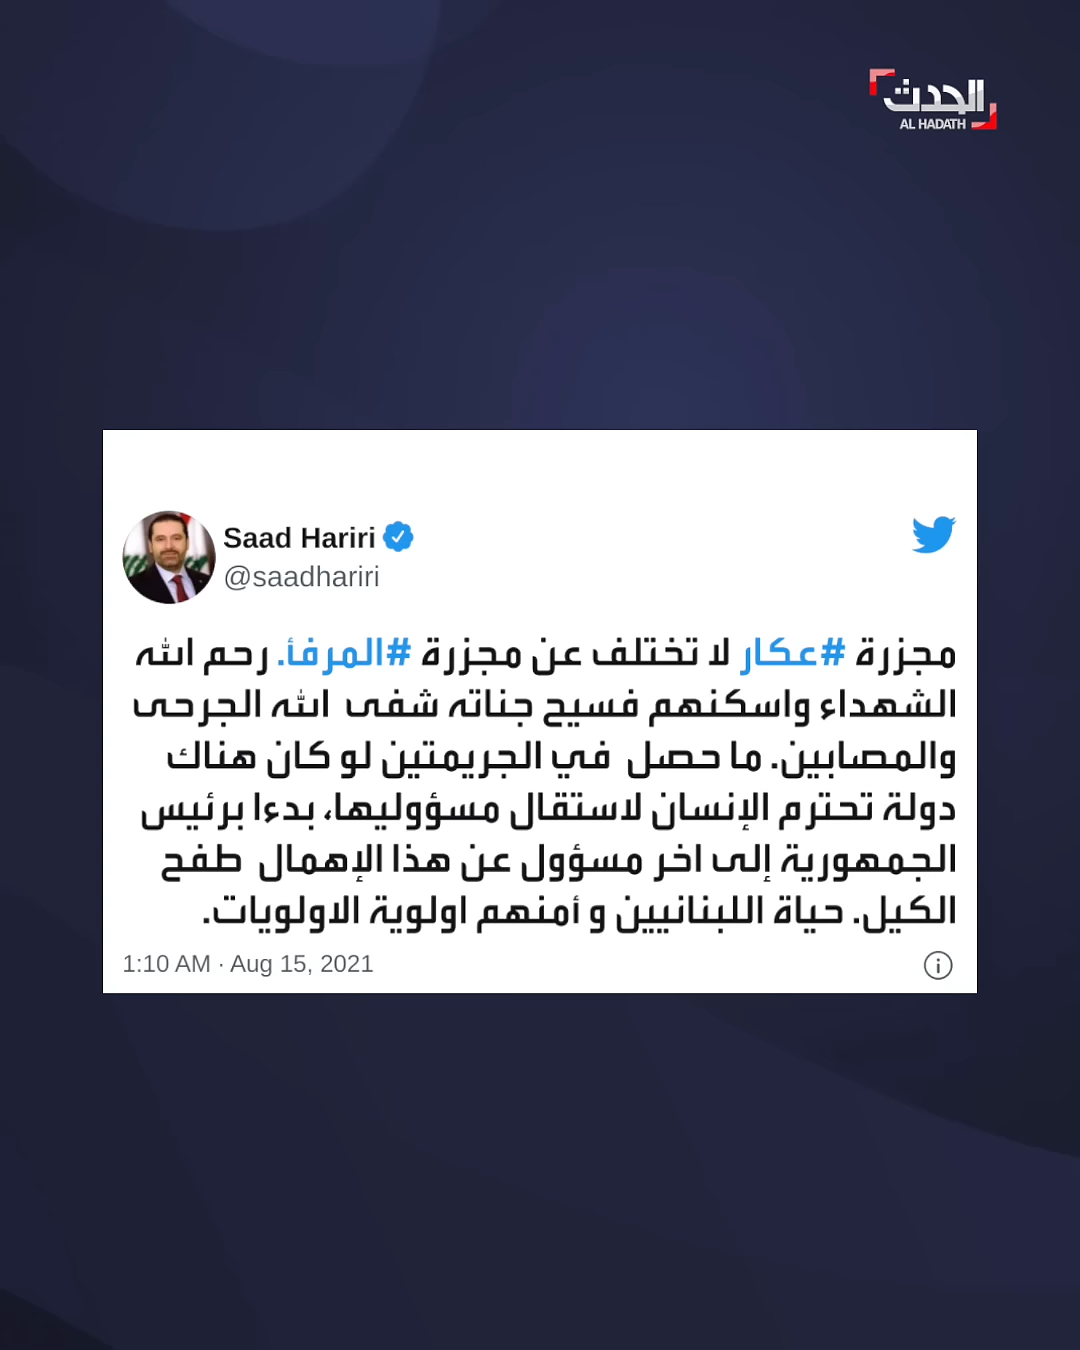 الحدث
AL HADATH
Saad Hariri
@saadhariri
مجزرة #عكار لا تختلف عن مجزرة #المرفأ. رحم الله
الشهداء واسكنهم فسيح جناته شفى الله الجرحى
والمصابين. ما حصل في الجريمتين لو كان هناك
دولة تحترم الإنسان لاستقال مسؤوليها، بدءا برئيس
الجمهورية إلى اخر مسؤول عن هذا الإهمال طفح
الكيل. حياة اللبنانيين و أمنهم اولوية الاولويات.
1:10 AM · Aug 15, 2021